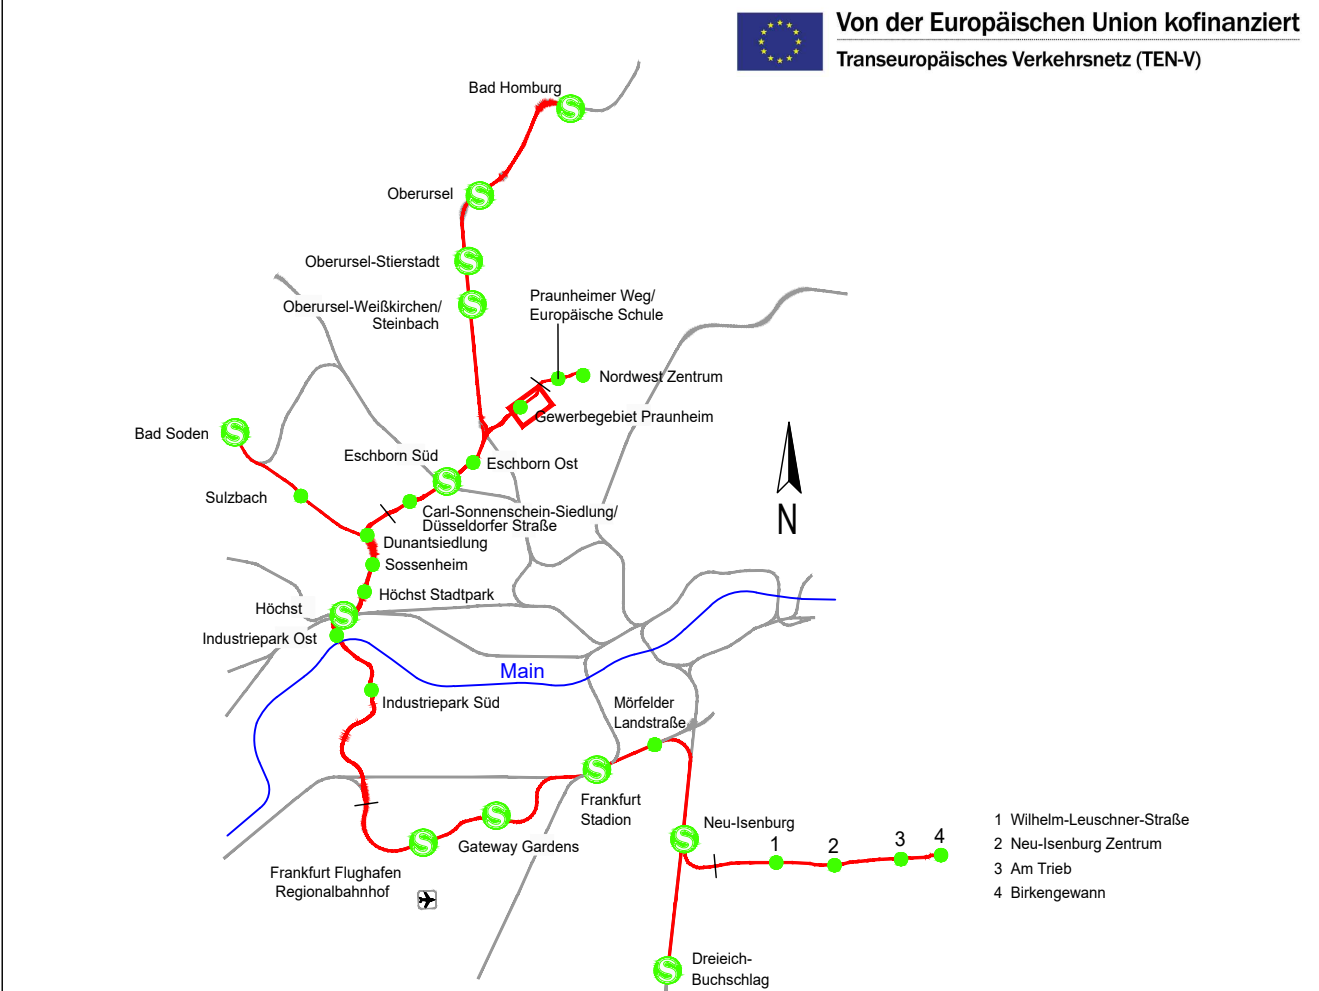 Von der Europäischen Union kofinanziert
Transeuropäisches Verkehrsnetz (TEN-V)
Bad Homburg
S
Oberursel
S
Oberursel-Stierstadt
S
Oberursel-Weißkirchen/
Steinbach
S
Praunheimer Weg/
Europäische Schule
Nordwest Zentrum
Gewerbegebiet Praunheim
Bad Soden
S
Eschborn Süd
S
Eschborn Ost
Sulzbach
Carl-Sonnenschein-Siedlung/
Düsseldorfer Straße
Dunantsiedlung
Sossenheim
Höchst Stadtpark
Höchst
S
Industriepark Ost
N
Main
Industriepark Süd
Mörfelder
Landstraße
S
Frankfurt
Stadion
S
Gateway Gardens
S
Frankfurt Flughafen
Regionalbahnhof
Neu-Isenburg
S
1
2
3
4
1 Wilhelm-Leuschner-Straße
2 Neu-Isenburg Zentrum
3 Am Trieb
4 Birkengewann
S
Dreieich-
Buchschlag